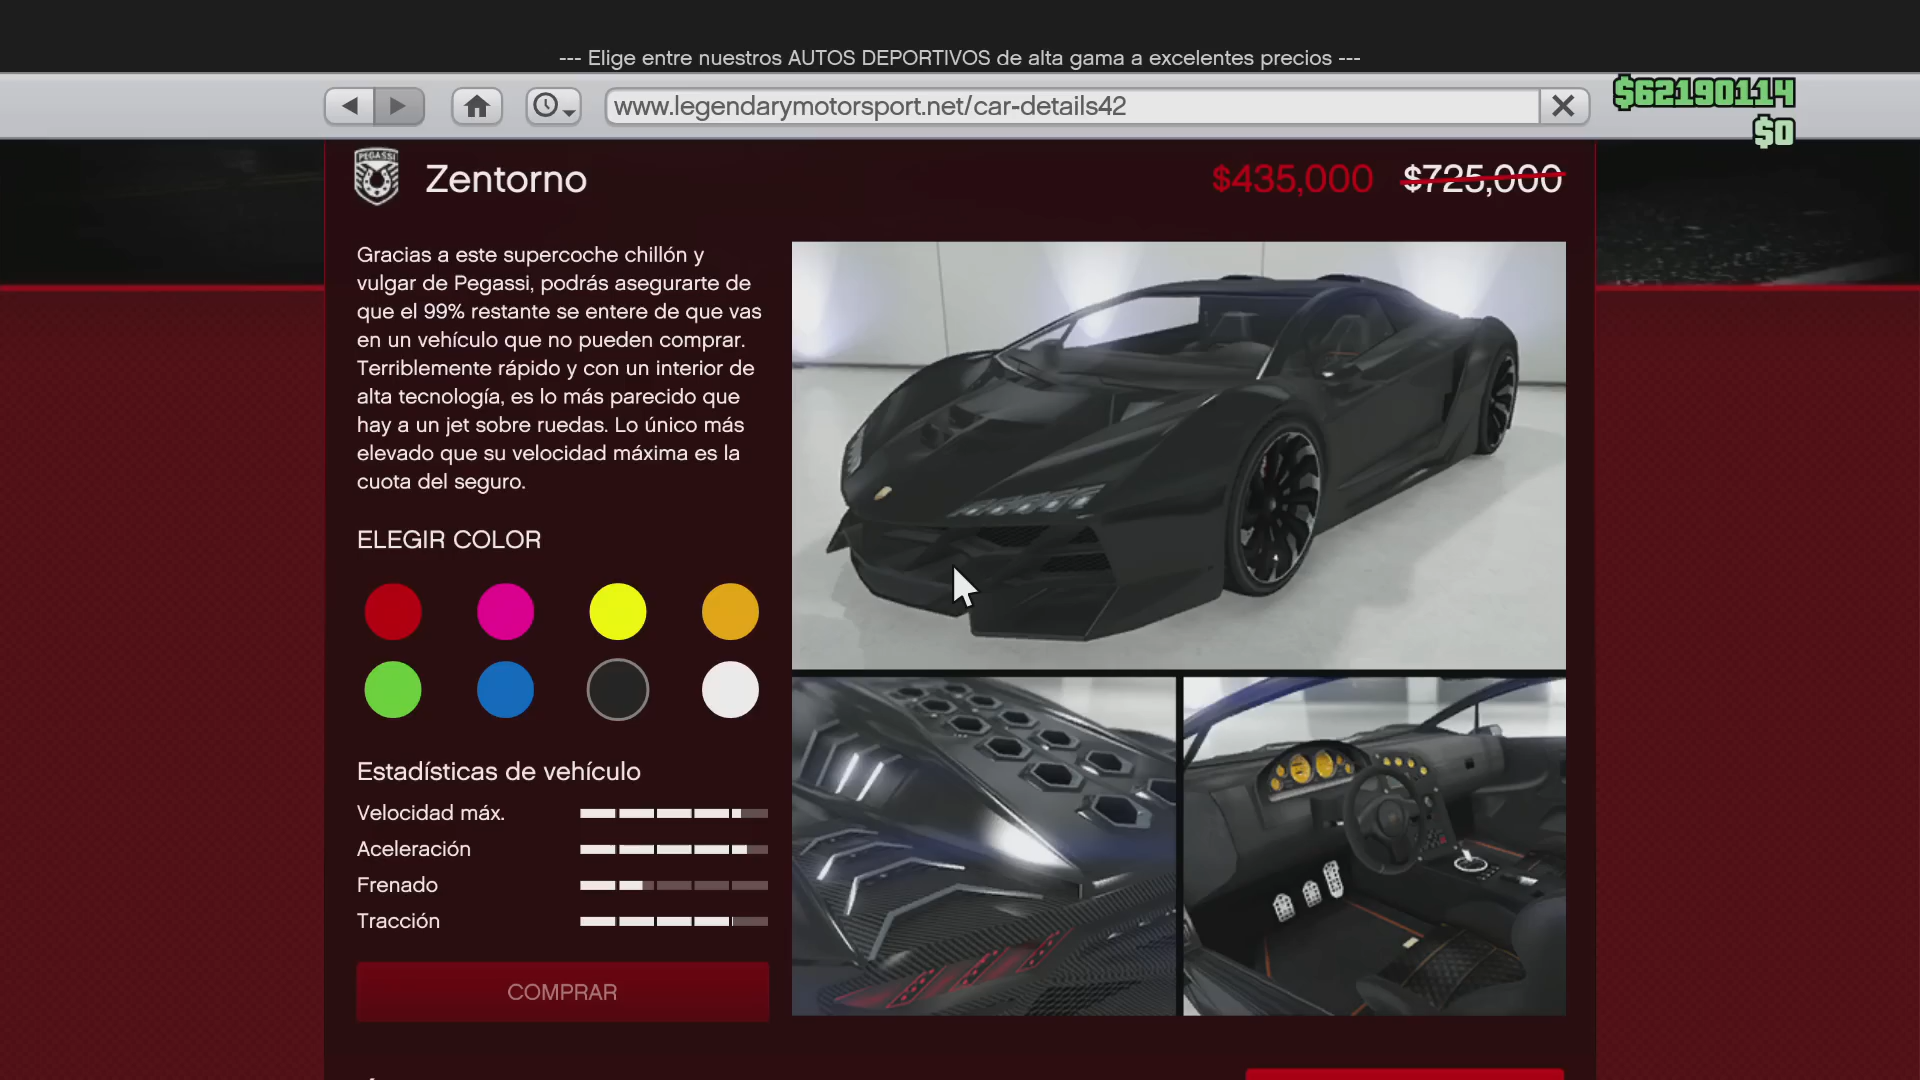 --- Elige entre nuestros AUTOS DEPORTIVOS de alta gama a excelentes precios ---
www.legendarymotorsport.net/car-details42
$62190114
$0
PEGASSI
Zentorno
$435,000 $725,000
Gracias a este supercoche chillón y
vulgar de Pegassi, podrás asegurarte de
que el 99% restante se entere de que vas
en un vehículo que no pueden comprar.
Terriblemente rápido y con un interior de
alta tecnología, es lo más parecido que
hay a un jet sobre ruedas. Lo único más
elevado que su velocidad máxima es la
cuota del seguro.
ELEGIR COLOR
Estadísticas de vehículo
Velocidad máx.
Aceleración
Frenado
Tracción
COMPRAR